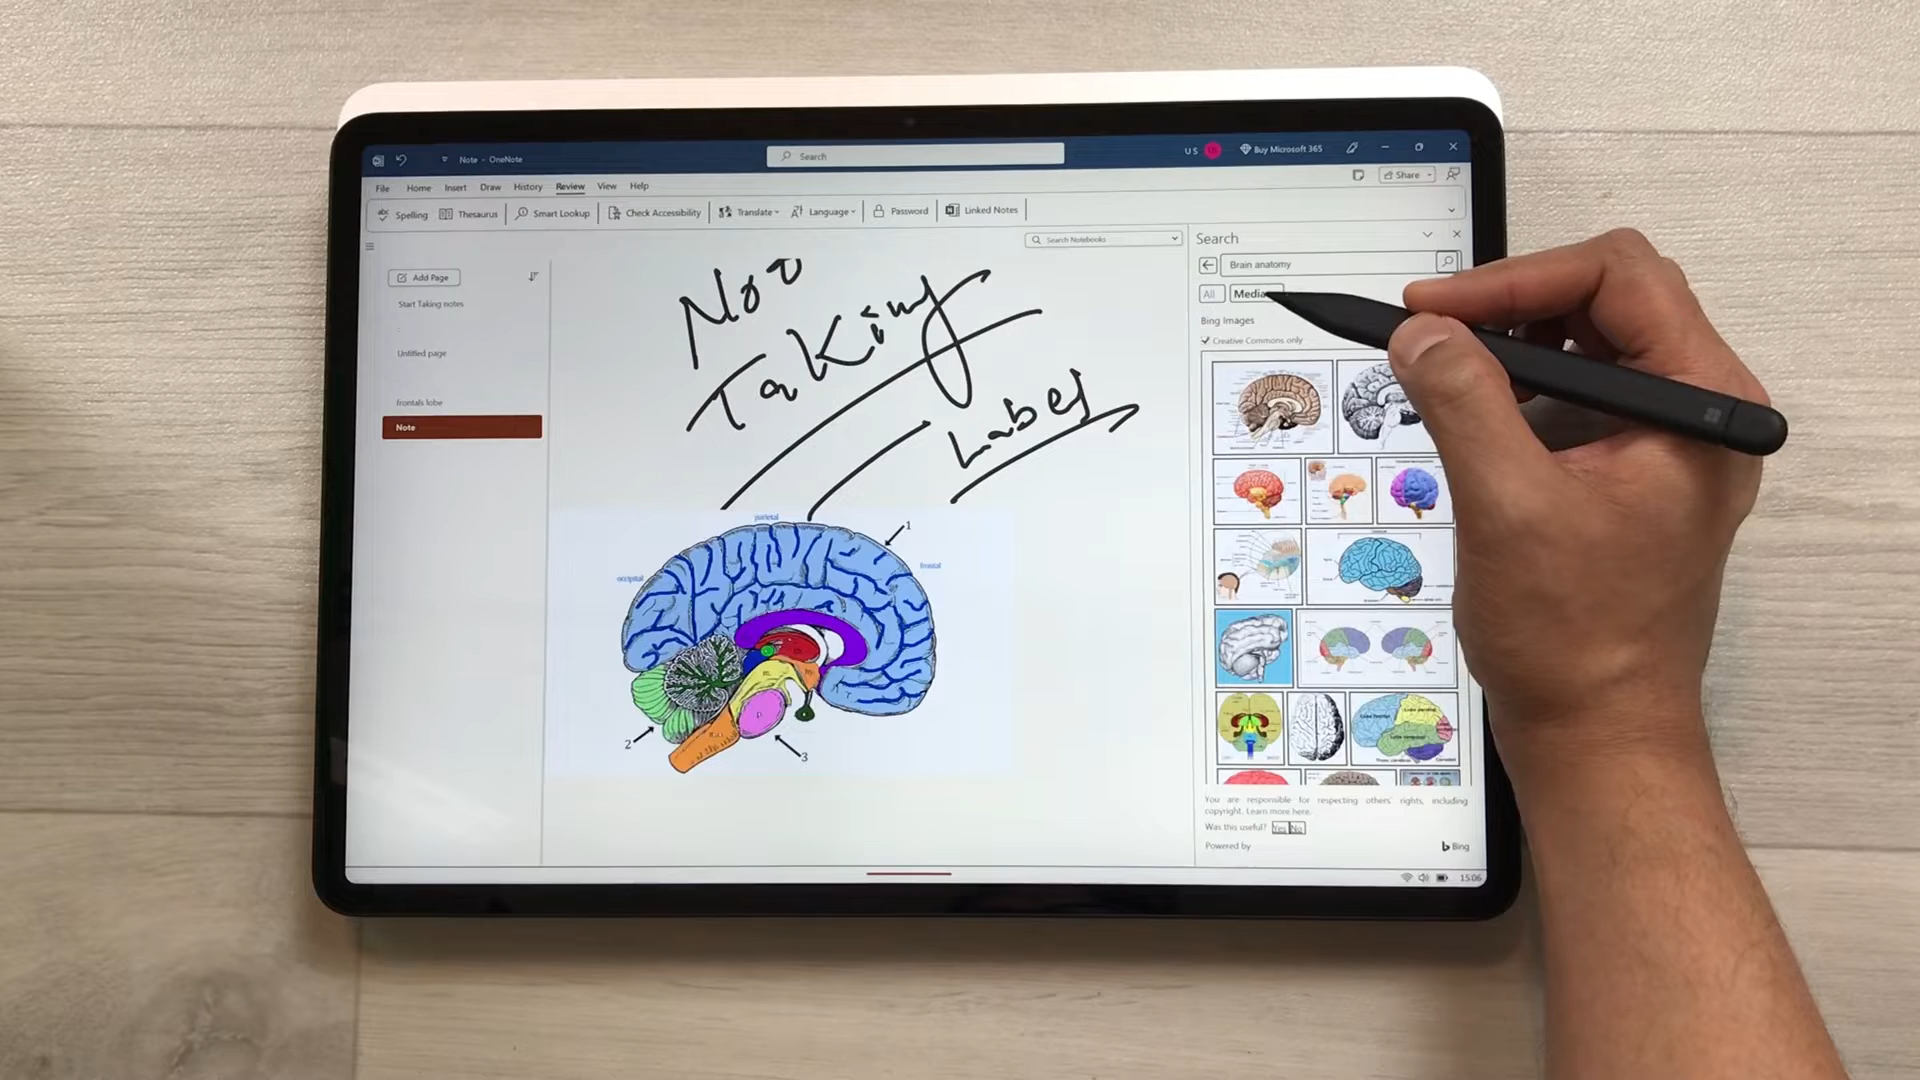 Note - OneNote
Search
US
Buy Microsoft 365
File Home Insert Draw History Review View Help
Share
Spelling Thesaurus Smart Lookup Check Accessibility Translate Language Password Linked Notes
Search Notebooks
Add Page
Start Taking notes
Untitled page
frontals lobe
Note
Taking
Label
parietal
1
occipital
frontal
2
3
Search
Brain anatomy
All Media
Bing Images
Creative Commons only
You are responsible for respecting others' rights, including
copyright. Learn more here.
Was this useful? Yes No
Powered by
Bing
15:06